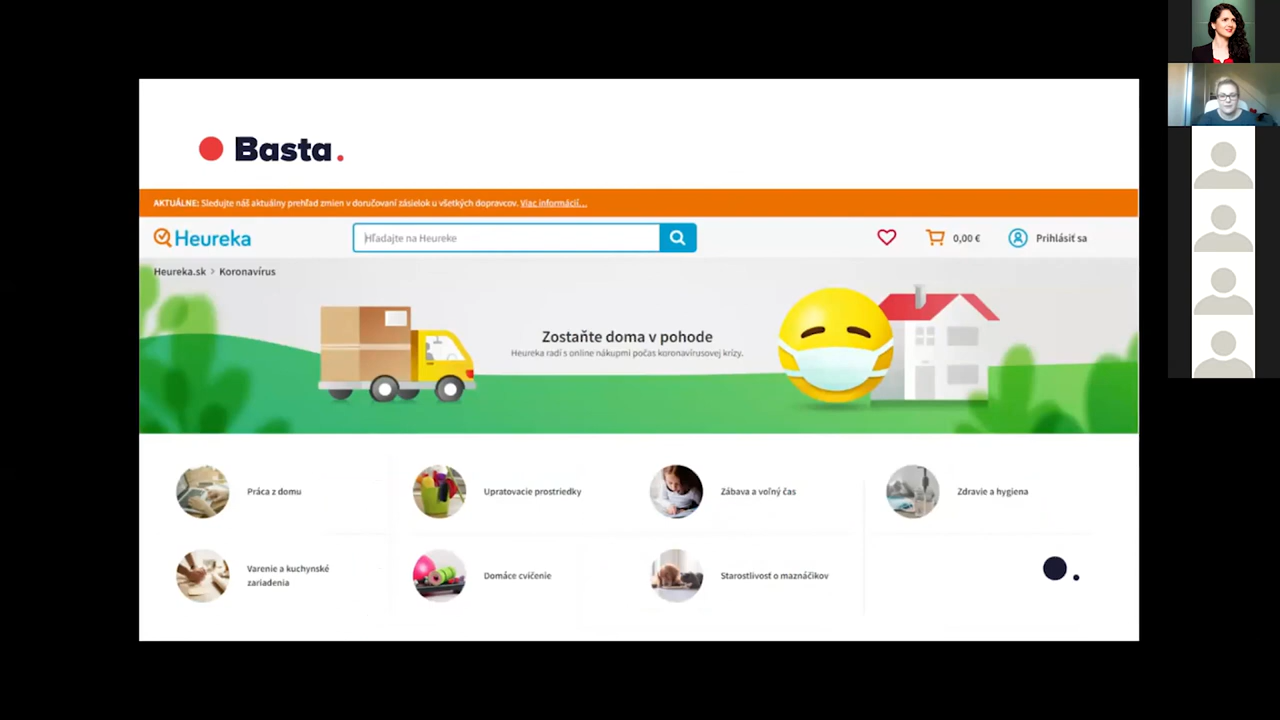 Basta.
AKTUÁLNE: Sledujte náš aktuálny prehľad zmien v doručovaní zásielok u všetkých dopravcov. Viac informácií...
Heureka
Hľadajte na Heureke
0,00 €
Prihlásiť sa
Heureka.sk > Koronavírus
Zostaňte doma v pohode
Heureka radí s online nákupmi počas koronavírusovej krízy.
Práca z domu
Upratovacie prostriedky
Zábava a voľný čas
Zdravie a hygiena
Varenie a kuchynské
zariadenia
Domáce cvičenie
Starostlivosť o maznáčikov